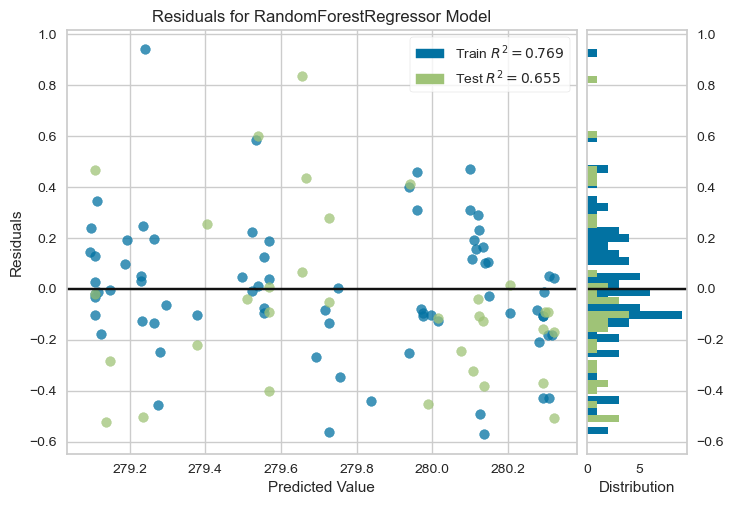 Residuals for RandomForestRegressor Model
Train R² = 0.769
Test R² = 0.655
Residuals
1.0
0.8
0.6
0.4
0.2
0.0
−0.2
−0.4
−0.6
279.2 279.4 279.6 279.8 280.0 280.2
Predicted Value
1.0
0.8
0.6
0.4
0.2
0.0
−0.2
−0.4
−0.6
0 5
Distribution